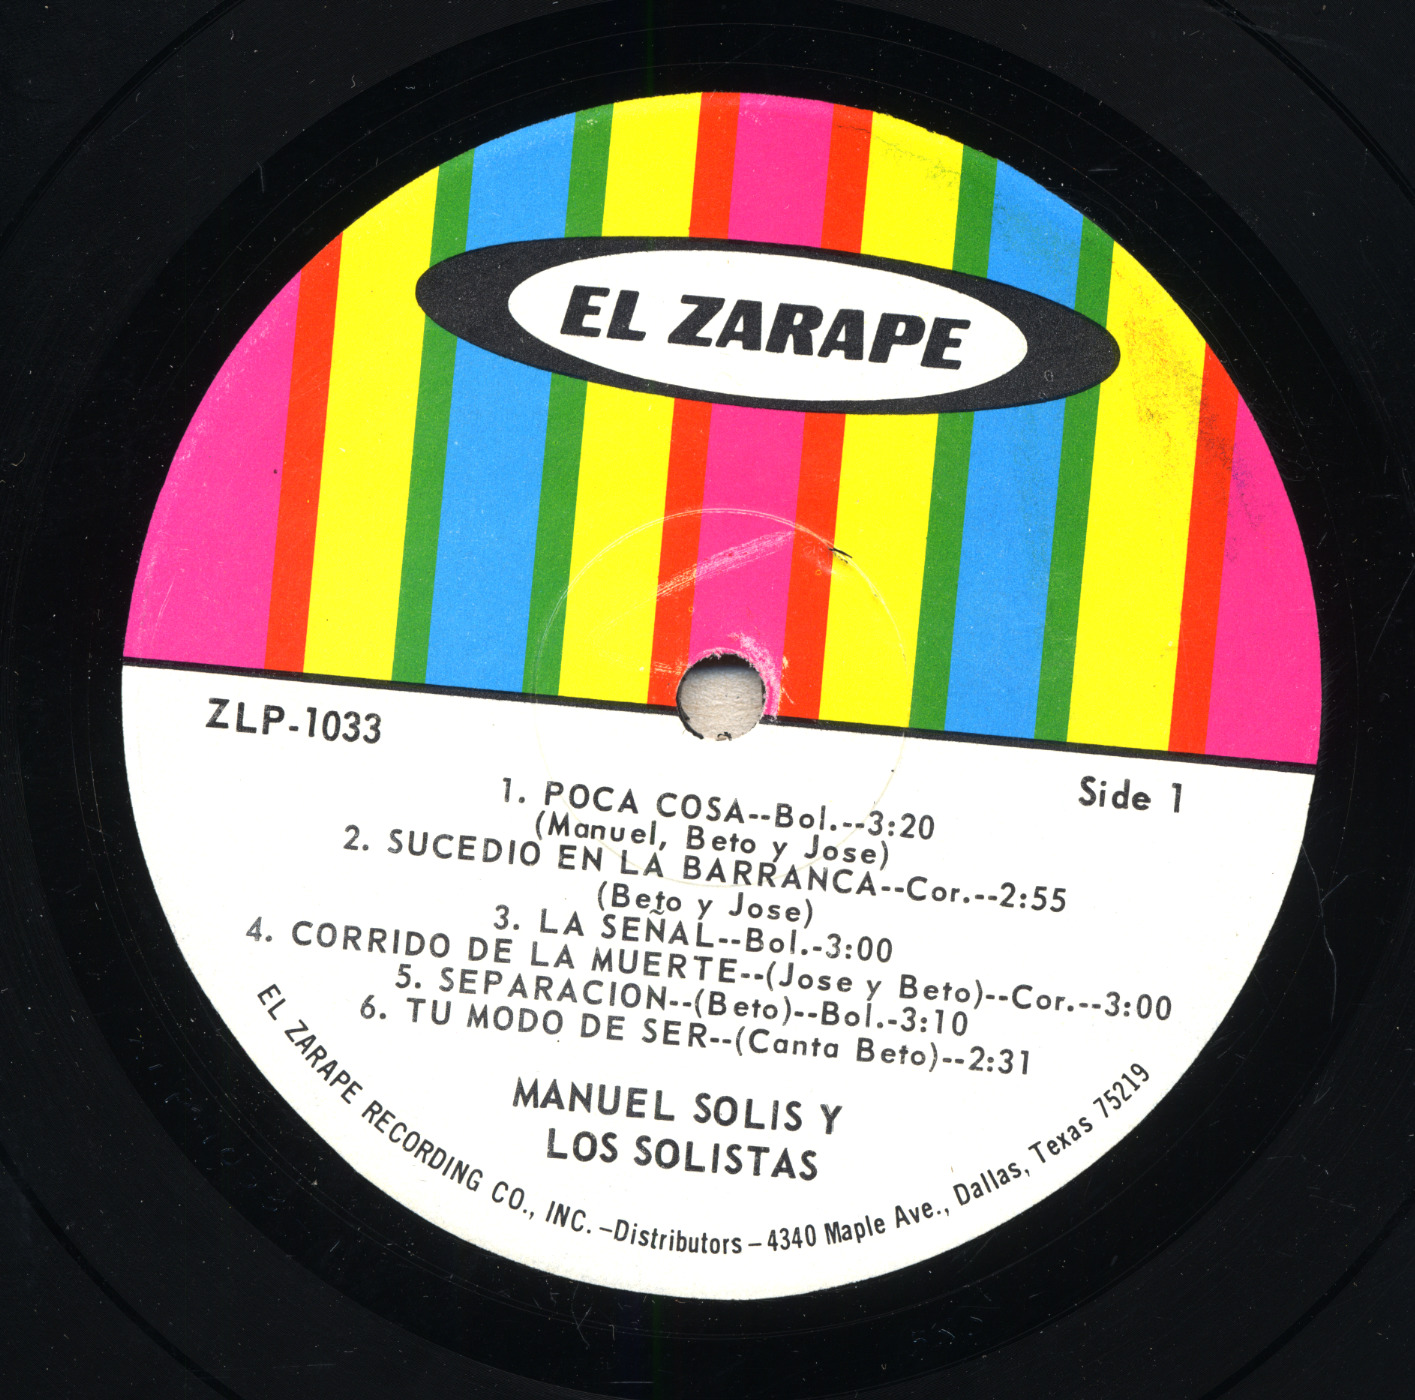 EL ZARAPE
ZLP-1033
Side 1
1. POCA COSA--Bol.--3:20
(Manuel, Beto y Jose)
2. SUCEDIO EN LA BARRANCA--Cor.--2:55
(Beto y Jose)
3. LA SEÑAL--Bol.-3:00
4. CORRIDO DE LA MUERTE--(Jose y Beto)--Cor.--3:00
5. SEPARACION--(Beto)--Bol.-3:10
6. TU MODO DE SER--(Canta Beto)--2:31
MANUEL SOLIS Y
LOS SOLISTAS
EL ZARAPE RECORDING CO., INC. –Distributors – 4340 Maple Ave., Dallas, Texas 75219